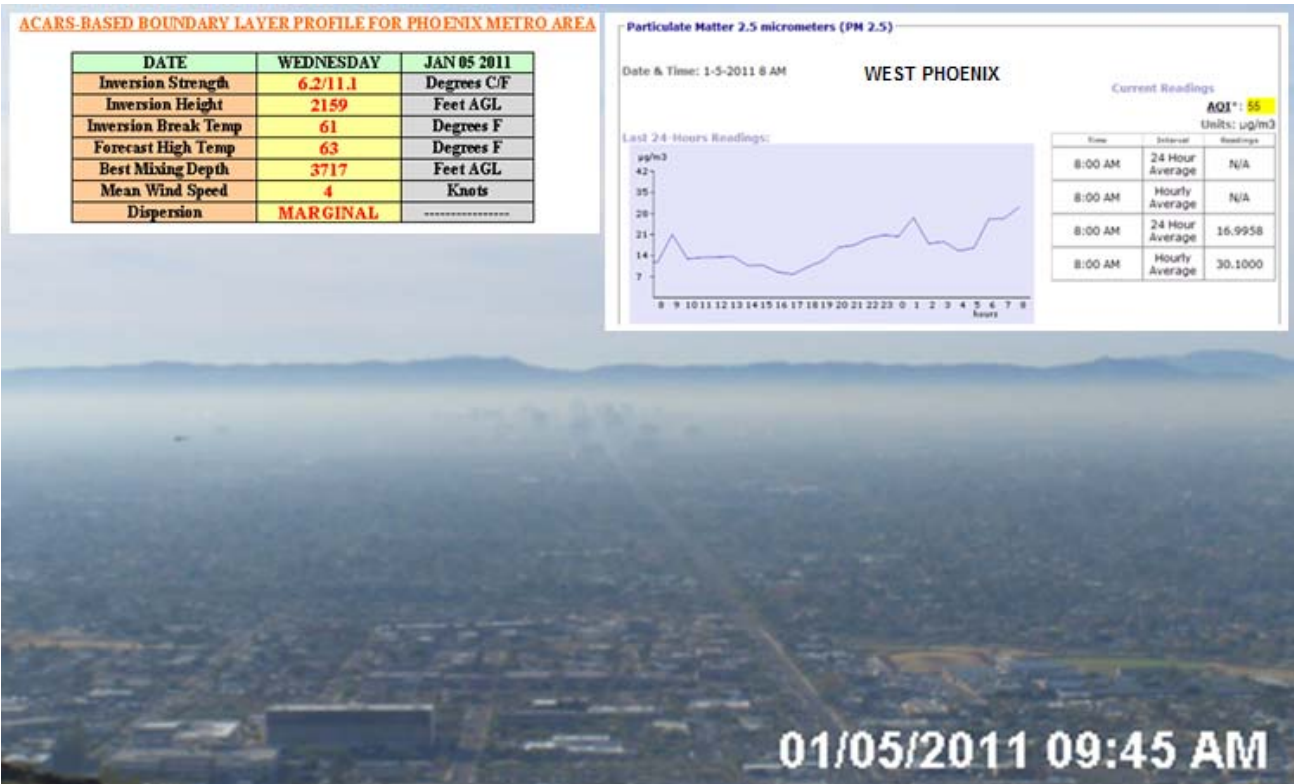 ACARS-BASED BOUNDARY LAYER PROFILE FOR PHOENIX METRO AREA
DATE WEDNESDAY JAN 05 2011
Inversion Strength 6.2/11.1 Degrees C/F
Inversion Height 2159 Feet AGL
Inversion Break Temp 61 Degrees F
Forecast High Temp 63 Degrees F
Best Mixing Depth 3717 Feet AGL
Mean Wind Speed 4 Knots
Dispersion MARGINAL ----------------
Particulate Matter 2.5 micrometers (PM 2.5)
Date & Time: 1-5-2011 8 AM
WEST PHOENIX
Current Readings
AQI*: 55
Units: µg/m3
Last 24-Hours Readings:
µg/m3
42
35
28
21
14
7
8 9 10 11 12 13 14 15 16 17 18 19 20 21 22 23 0 1 2 3 4 5 6 7 8
hours
Time Interval Readings
8:00 AM 24 Hour Average N/A
8:00 AM Hourly Average N/A
8:00 AM 24 Hour Average 16.9958
8:00 AM Hourly Average 30.1000
01/05/2011 09:45 AM